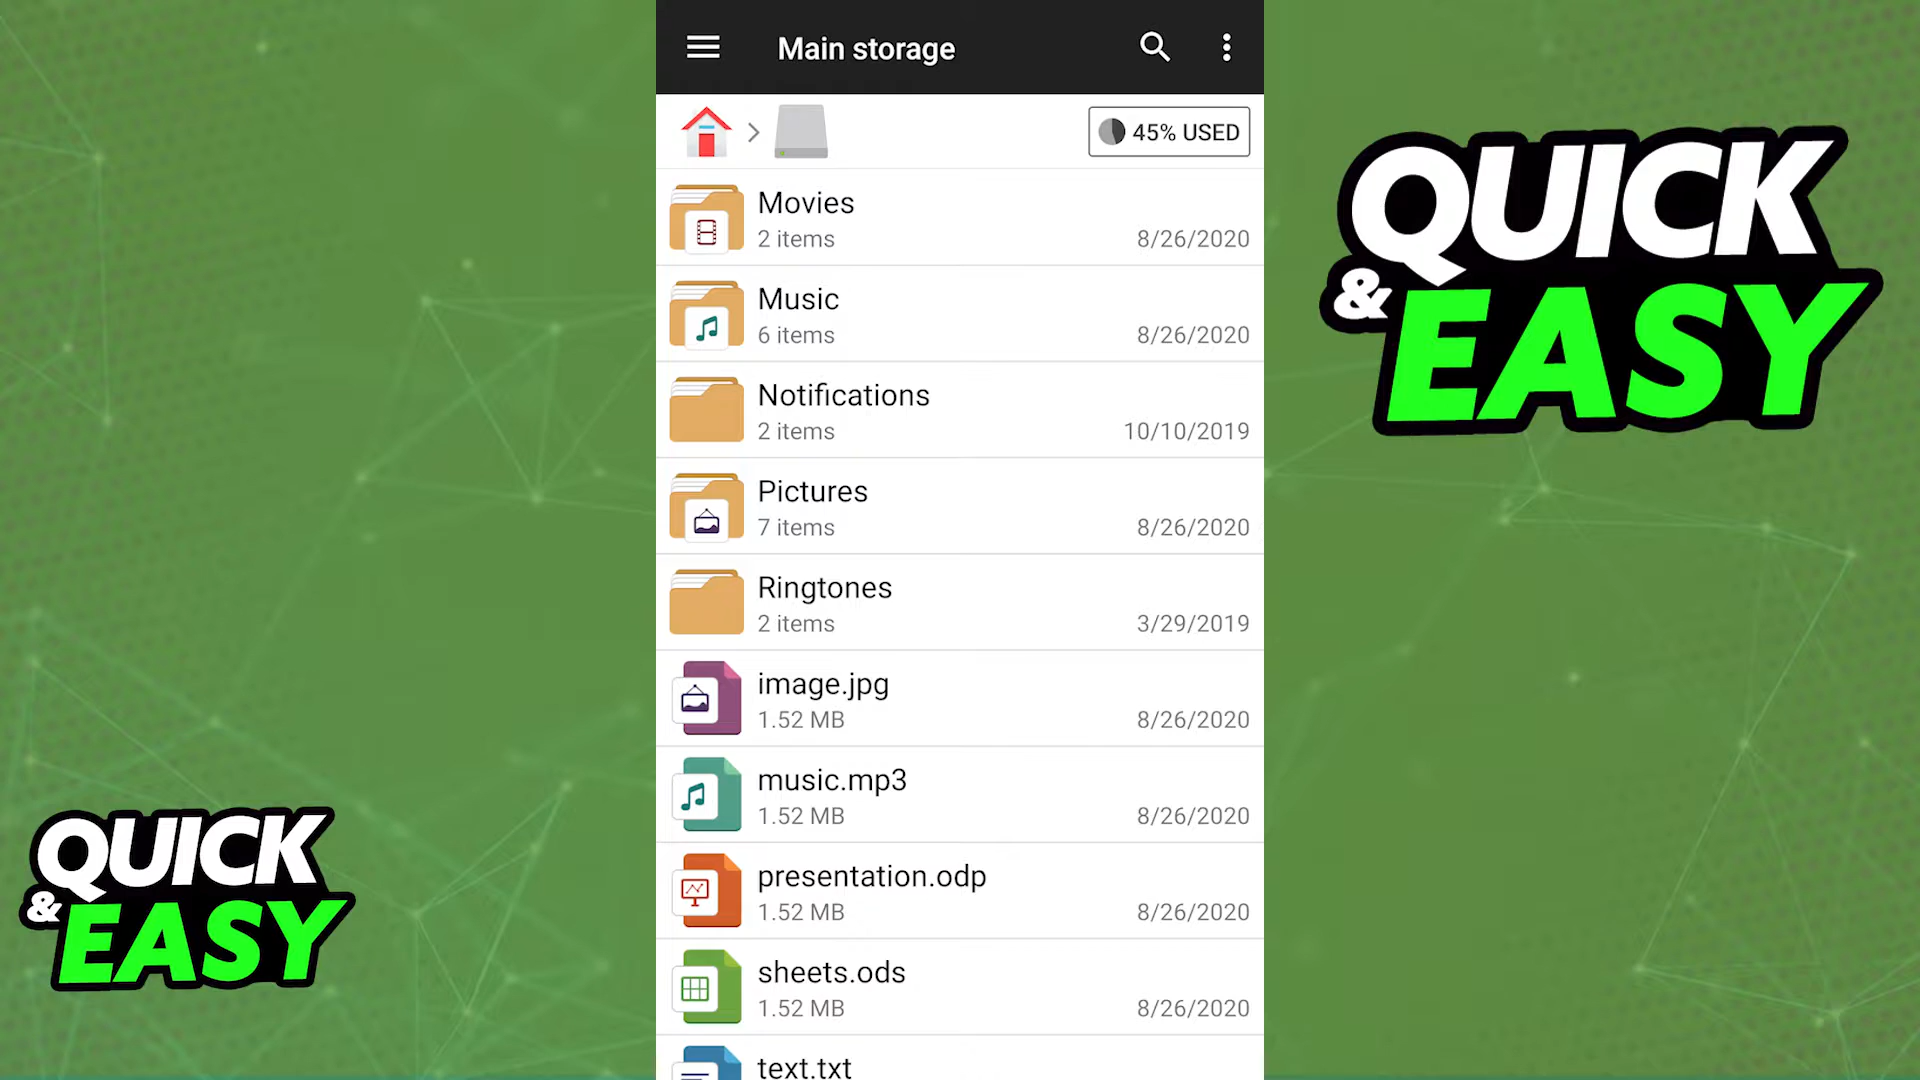 Main storage
45% USED
Movies
2 items
8/26/2020
Music
6 items
8/26/2020
Notifications
2 items
10/10/2019
Pictures
7 items
8/26/2020
Ringtones
2 items
3/29/2019
image.jpg
1.52 MB
8/26/2020
music.mp3
1.52 MB
8/26/2020
presentation.odp
1.52 MB
8/26/2020
sheets.ods
1.52 MB
8/26/2020
text.txt
QUICK
& EASY
QUICK
& EASY